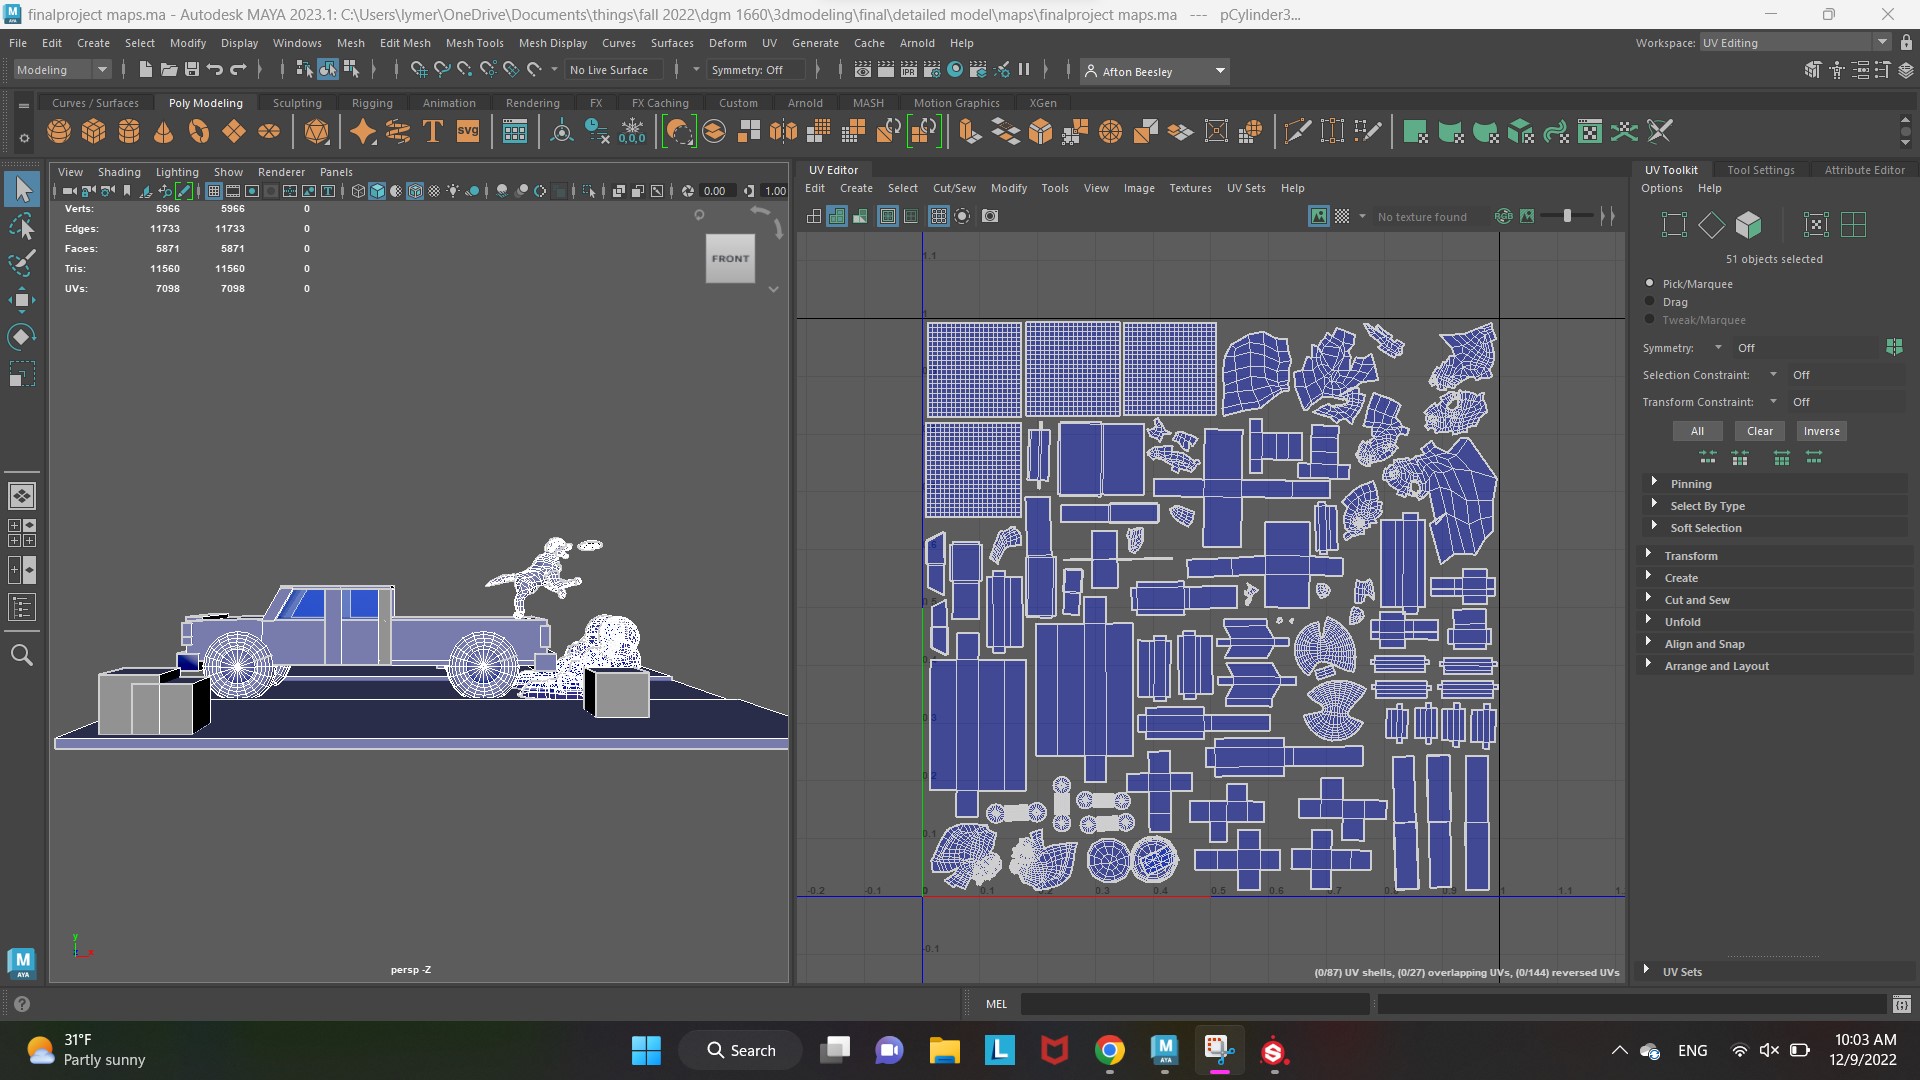 finalproject maps.ma - Autodesk MAYA 2023.1: C:\Users\lymer\OneDrive\Documents\things\fall 2022\dgm 1660\3dmodeling\final\detailed model\maps\finalproject maps.ma --- pCylinder3...
File Edit Create Select Modify Display Windows Mesh Edit Mesh Mesh Tools Mesh Display Curves Surfaces Deform UV Generate Cache Arnold Help
Workspace: UV Editing
Modeling No Live Surface Symmetry: Off Afton Beesley
Curves / Surfaces Poly Modeling Sculpting Rigging Animation Rendering FX FX Caching Custom Arnold MASH Motion Graphics XGen
View Shading Lighting Show Renderer Panels
0.00 1.00
Verts: 5966 5966 0
Edges: 11733 11733 0
Faces: 5871 5871 0
Tris: 11560 11560 0
UVs: 7098 7098 0
FRONT
persp -Z
UV Editor
Edit Create Select Cut/Sew Modify Tools View Image Textures UV Sets Help
No texture found
1.1
1
-0.2 -0.1 0 0.1 0.3 0.4 0.5 0.6 0.7 1 1.1
-0.1
(0/87) UV shells, (0/27) overlapping UVs, (0/144) reversed UVs
UV Toolkit Tool Settings Attribute Editor
Options Help
51 objects selected
Pick/Marquee
Drag
Tweak/Marquee
Symmetry: Off
Selection Constraint: Off
Transform Constraint: Off
All Clear Inverse
Pinning
Select By Type
Soft Selection
Transform
Create
Cut and Sew
Unfold
Align and Snap
Arrange and Layout
UV Sets
MEL
31°F
Partly sunny
Search
ENG
10:03 AM
12/9/2022